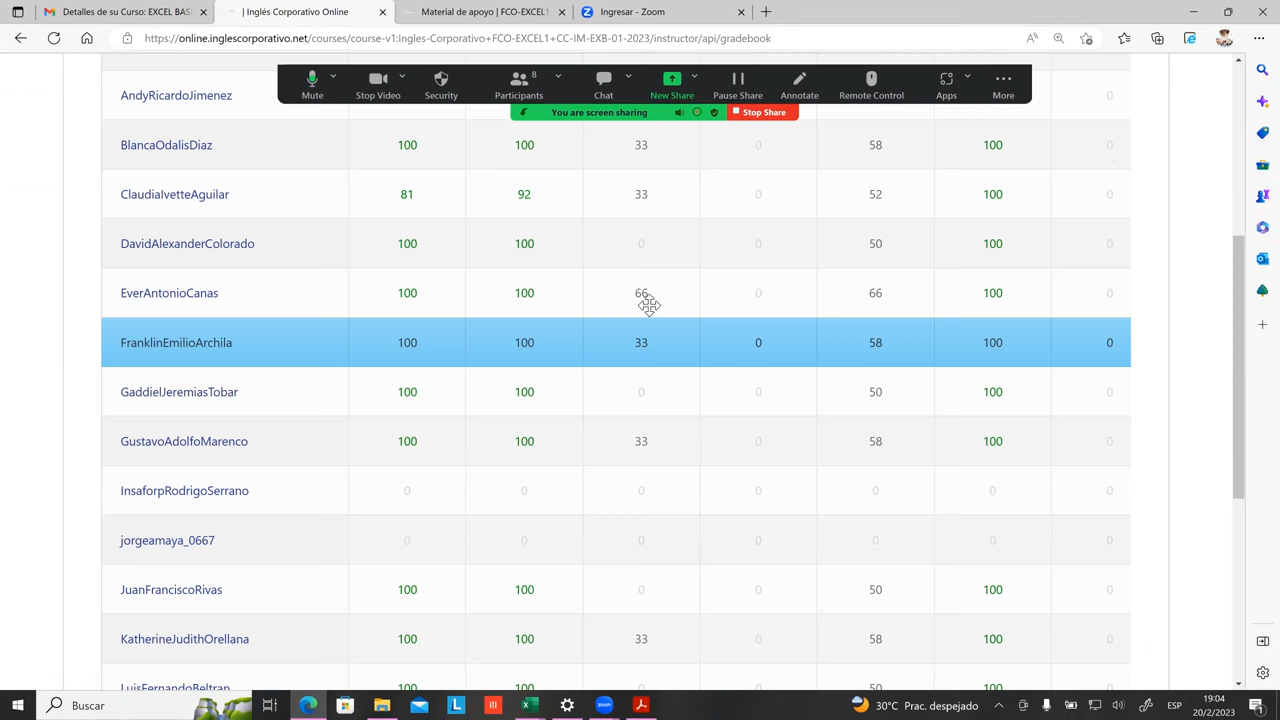 Detalles de su Curso: EXCEL BAS
| Inglés Corporativo Online
Material de apoyo | FCO-EXCEL1
Ingresar - Zoom
https://online.inglescorporativo.net/courses/course-v1:Ingles-Corporativo+FCO-EXCEL1+CC-IM-EXB-01-2023/instructor/api/gradebook
Mute Stop Video Security Participants 8 Chat New Share Pause Share Annotate Remote Control Apps More
You are screen sharing Stop Share
AndyRicardoJimenez 0
BlancaOdalisDiaz 100 100 33 0 58 100 0
ClaudiaIvetteAguilar 81 92 33 0 52 100 0
DavidAlexanderColorado 100 100 0 0 50 100 0
EverAntonioCanas 100 100 66 0 66 100 0
FranklinEmilioArchila 100 100 33 0 58 100 0
GaddielJeremiasTobar 100 100 0 0 50 100 0
GustavoAdolfoMarenco 100 100 33 0 58 100 0
InsaforpRodrigoSerrano 0 0 0 0 0 0 0
jorgeamaya_0667 0 0 0 0 0 0 0
JuanFranciscoRivas 100 100 0 0 50 100 0
KatherineJudithOrellana 100 100 33 0 58 100 0
LuisFernandoBeltran 100 100 0 0 50 100 0
Buscar
30°C Prac. despejado
ESP
19:04
20/2/2023